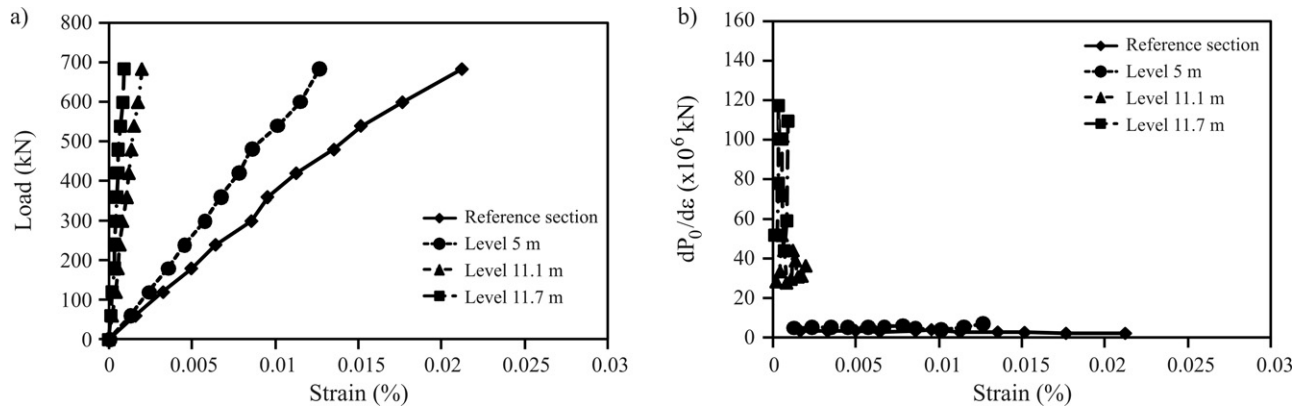 a)
800
700
600
500
400
300
200
100
0
Load (kN)
0
0.005
0.01
0.015
0.02
0.025
0.03
Strain (%)
Reference section
Level 5 m
Level 11.1 m
Level 11.7 m
b)
160
140
120
100
80
60
40
20
0
dP₀/dε (x10⁶ kN)
0
0.005
0.01
0.015
0.02
0.025
0.03
Strain (%)
Reference section
Level 5 m
Level 11.1 m
Level 11.7 m